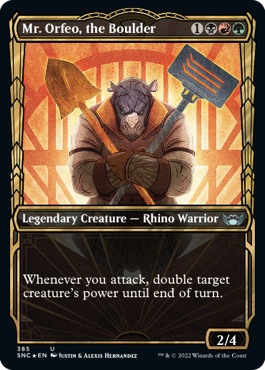 Mr. Orfeo, the Boulder 1
Legendary Creature — Rhino Warrior
Whenever you attack, double target
creature's power until end of turn.
2/4
385 U
SNC ★ EN Justin & Alexis Hernandez
™ & © 2022 Wizards of the Coast